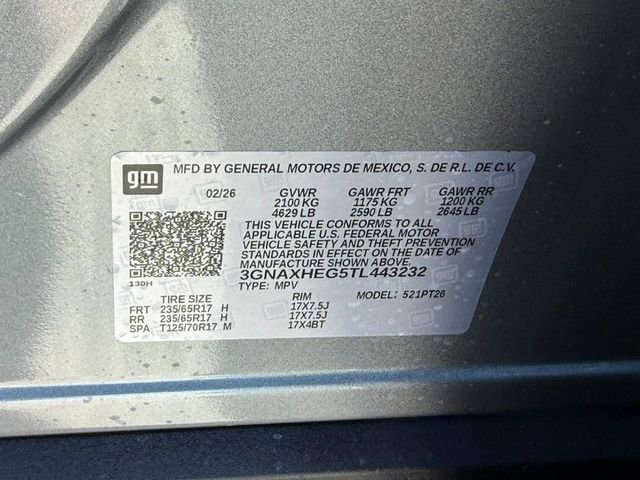 gm
MFD BY GENERAL MOTORS DE MEXICO, S. DE R.L. DE C.V.
02/26 GVWR GAWR FRT GAWR RR
2100 KG 1175 KG 1200 KG
4629 LB 2590 LB 2645 LB
THIS VEHICLE CONFORMS TO ALL
APPLICABLE U.S. FEDERAL MOTOR
VEHICLE SAFETY AND THEFT PREVENTION
STANDARDS IN EFFECT ON THE DATE OF
MANUFACTURE SHOWN ABOVE.
3GNAXHEG5TL443232
130H
TYPE: MPV MODEL: 521PT26
TIRE SIZE RIM
FRT 235/65R17 H 17X7.5J
RR 235/65R17 H 17X7.5J
SPA T125/70R17 M 17X4BT